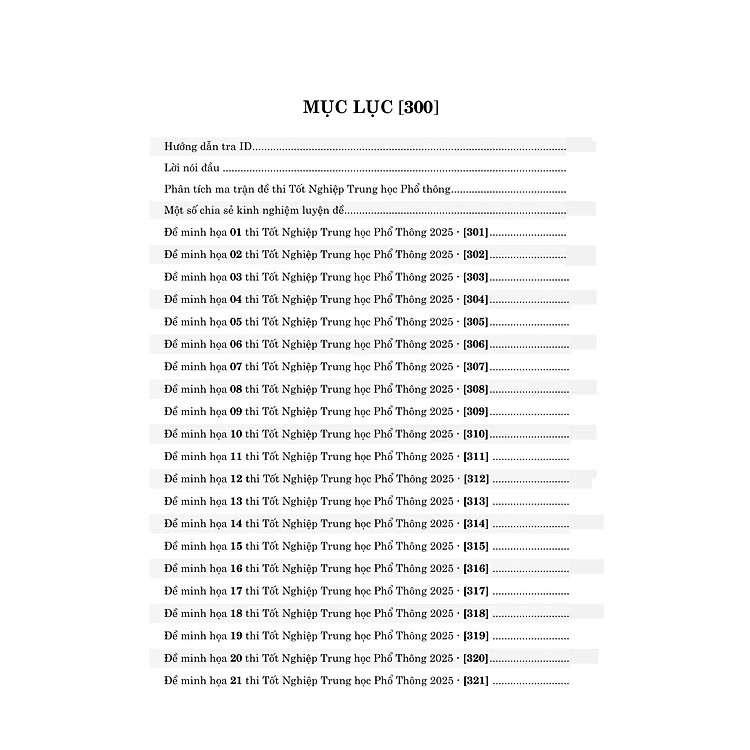 MỤC LỤC [300]
Hướng dẫn tra ID..........
Lời nói đầu ..........
Phân tích ma trận đề thi Tốt Nghiệp Trung học Phổ thông..........
Một số chia sẻ kinh nghiệm luyện đề..........
Đề minh họa 01 thi Tốt Nghiệp Trung học Phổ Thông 2025 - [301]..........
Đề minh họa 02 thi Tốt Nghiệp Trung học Phổ Thông 2025 - [302]..........
Đề minh họa 03 thi Tốt Nghiệp Trung học Phổ Thông 2025 - [303]..........
Đề minh họa 04 thi Tốt Nghiệp Trung học Phổ Thông 2025 - [304]..........
Đề minh họa 05 thi Tốt Nghiệp Trung học Phổ Thông 2025 - [305]..........
Đề minh họa 06 thi Tốt Nghiệp Trung học Phổ Thông 2025 - [306]..........
Đề minh họa 07 thi Tốt Nghiệp Trung học Phổ Thông 2025 - [307]..........
Đề minh họa 08 thi Tốt Nghiệp Trung học Phổ Thông 2025 - [308]..........
Đề minh họa 09 thi Tốt Nghiệp Trung học Phổ Thông 2025 - [309]..........
Đề minh họa 10 thi Tốt Nghiệp Trung học Phổ Thông 2025 - [310]..........
Đề minh họa 11 thi Tốt Nghiệp Trung học Phổ Thông 2025 - [311] ..........
Đề minh họa 12 thi Tốt Nghiệp Trung học Phổ Thông 2025 - [312] ..........
Đề minh họa 13 thi Tốt Nghiệp Trung học Phổ Thông 2025 - [313] ..........
Đề minh họa 14 thi Tốt Nghiệp Trung học Phổ Thông 2025 - [314] ..........
Đề minh họa 15 thi Tốt Nghiệp Trung học Phổ Thông 2025 - [315] ..........
Đề minh họa 16 thi Tốt Nghiệp Trung học Phổ Thông 2025 - [316] ..........
Đề minh họa 17 thi Tốt Nghiệp Trung học Phổ Thông 2025 - [317] ..........
Đề minh họa 18 thi Tốt Nghiệp Trung học Phổ Thông 2025 - [318] ..........
Đề minh họa 19 thi Tốt Nghiệp Trung học Phổ Thông 2025 - [319] ..........
Đề minh họa 20 thi Tốt Nghiệp Trung học Phổ Thông 2025 - [320]..........
Đề minh họa 21 thi Tốt Nghiệp Trung học Phổ Thông 2025 - [321] ..........